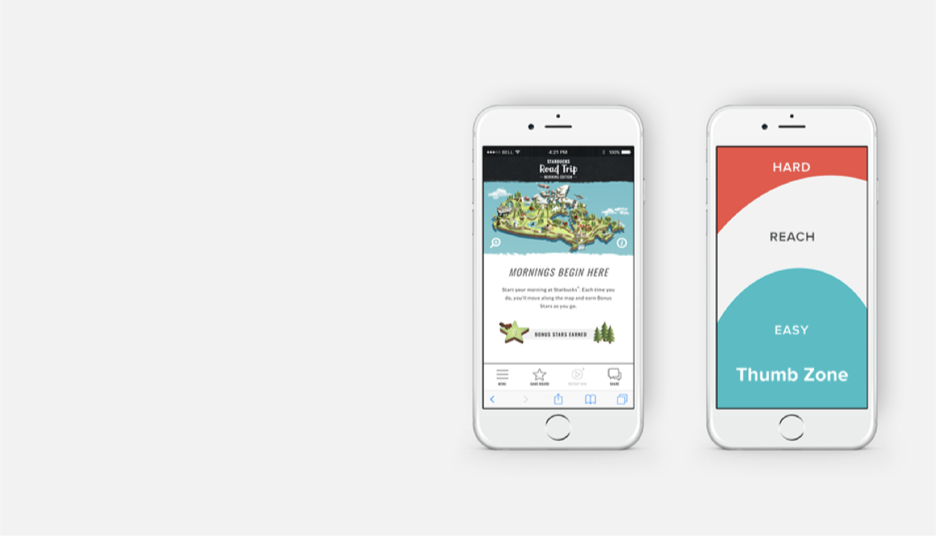 BELL 4:21 PM 100%
STARBUCKS
Road Trip
MORNING EDITION
MORNINGS BEGIN HERE
Start your morning at Starbucks®. Each time you
do, you'll move along the map and earn Bonus
Stars as you go.
BONUS STARS EARNED
MENU
SHARE
HARD
REACH
EASY
Thumb Zone